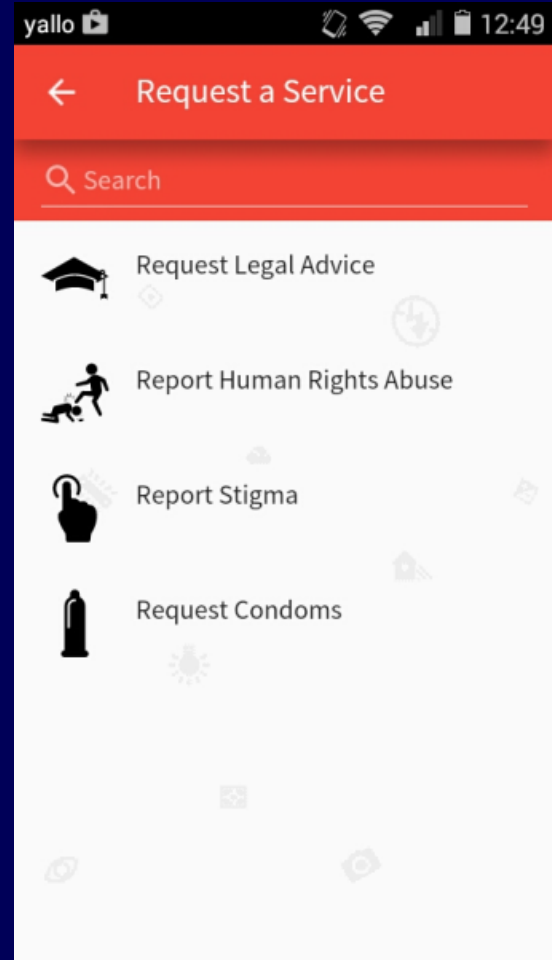 yallo 12:49
Request a Service
Search
Request Legal Advice
Report Human Rights Abuse
Report Stigma
Request Condoms